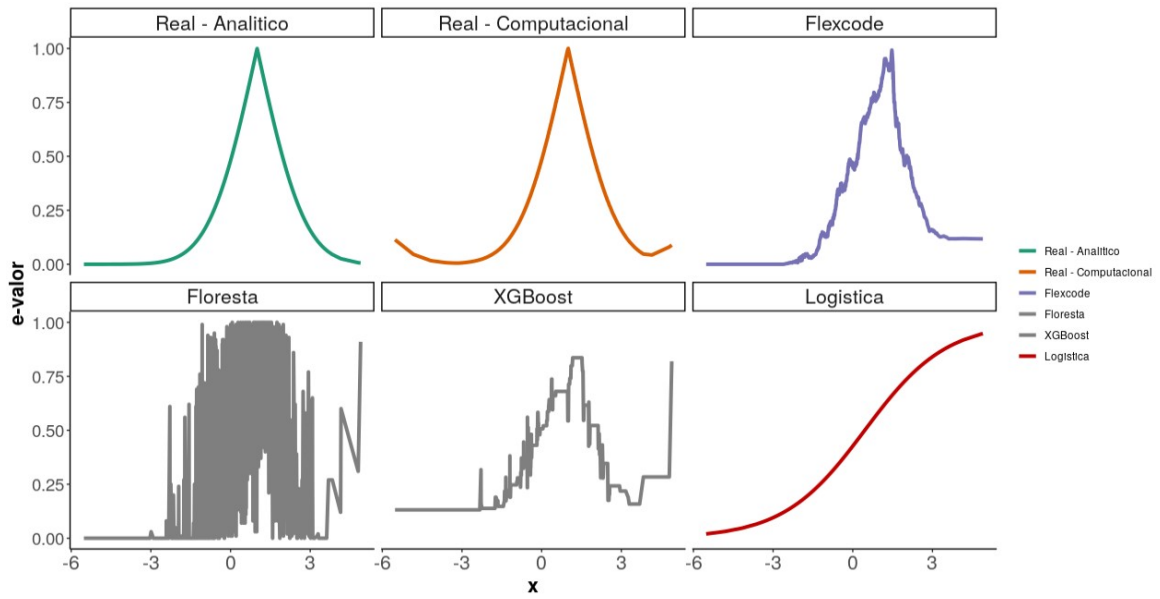 Real - Analitico
Real - Computacional
Flexcode
1.00
0.75
0.50
0.25
0.00
Floresta
XGBoost
Logistica
1.00
0.75
0.50
0.25
0.00
-6 -3 0 3
-6 -3 0 3
-6 -3 0 3
e-valor
x
Real - Analitico
Real - Computacional
Flexcode
Floresta
XGBoost
Logistica